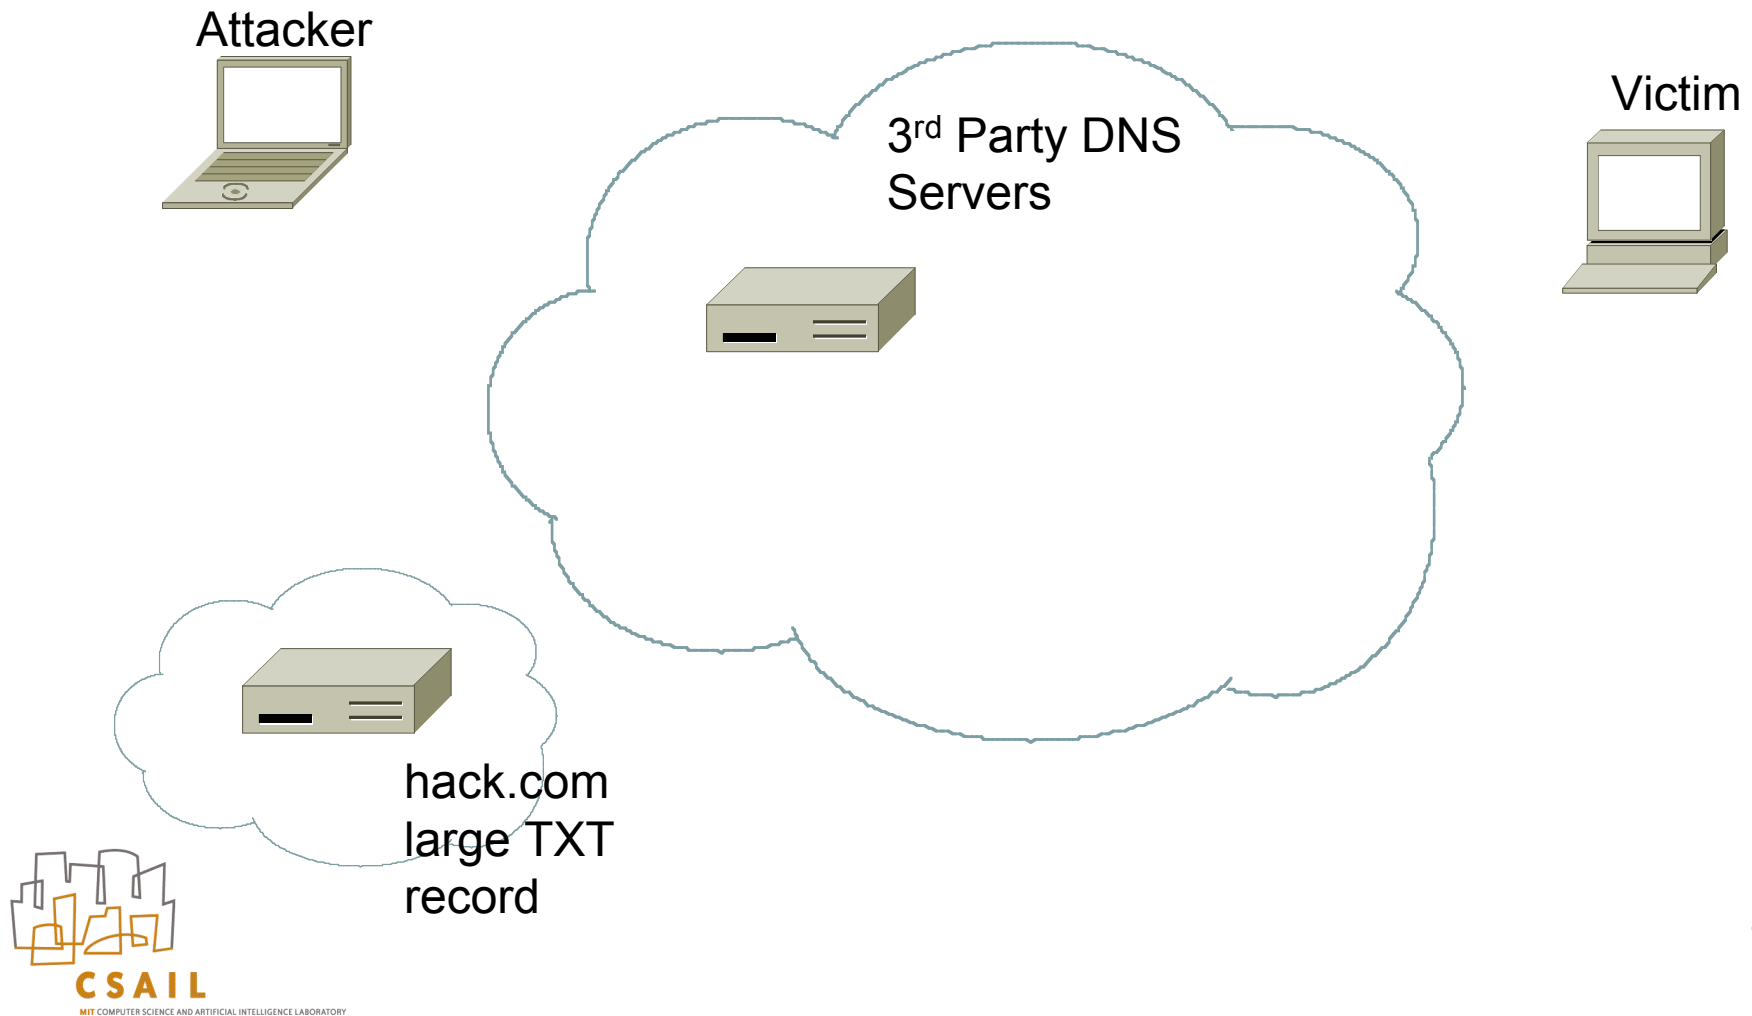 Attacker
3rd Party DNS
Servers
Victim
hack.com
large TXT
record
CSAIL
MIT COMPUTER SCIENCE AND ARTIFICIAL INTELLIGENCE LABORATORY